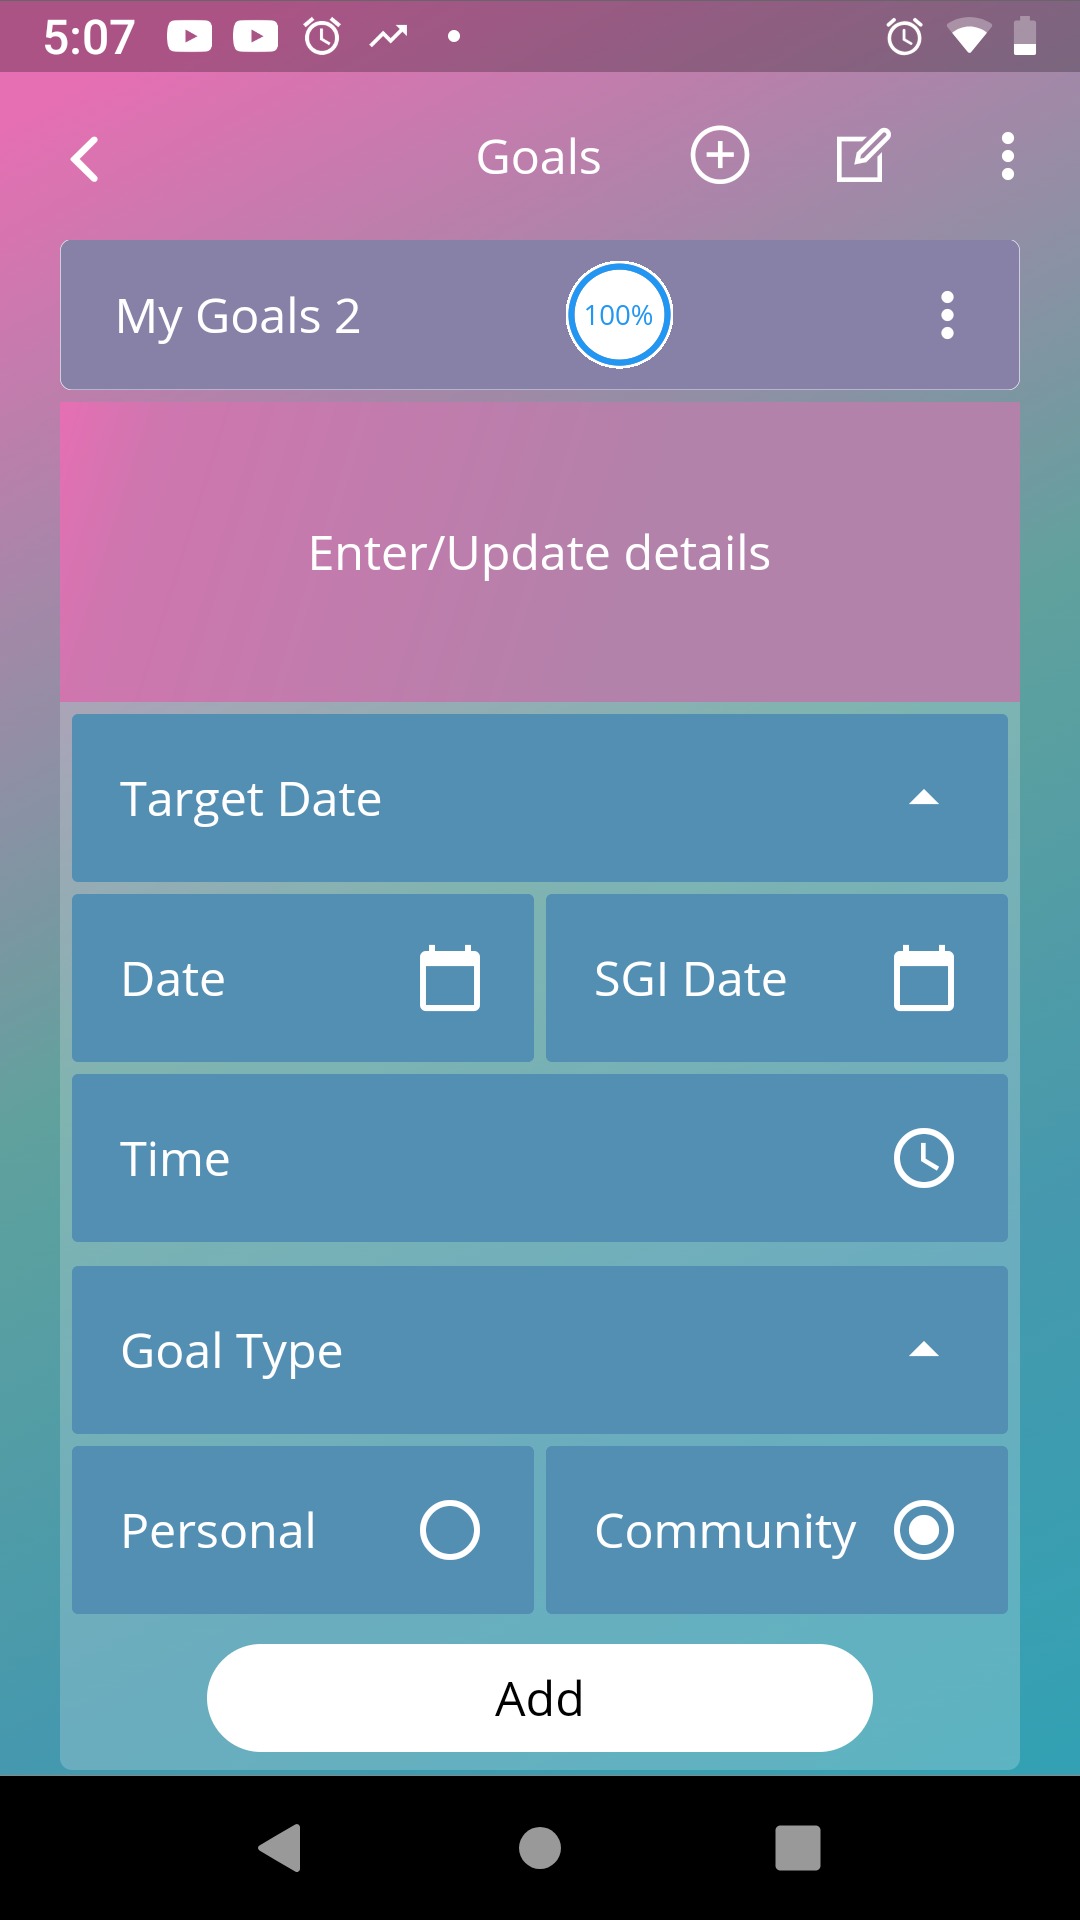 5:07
Goals
My Goals 2
100%
Enter/Update details
Target Date
Date
SGI Date
Time
Goal Type
Personal
Community
Add